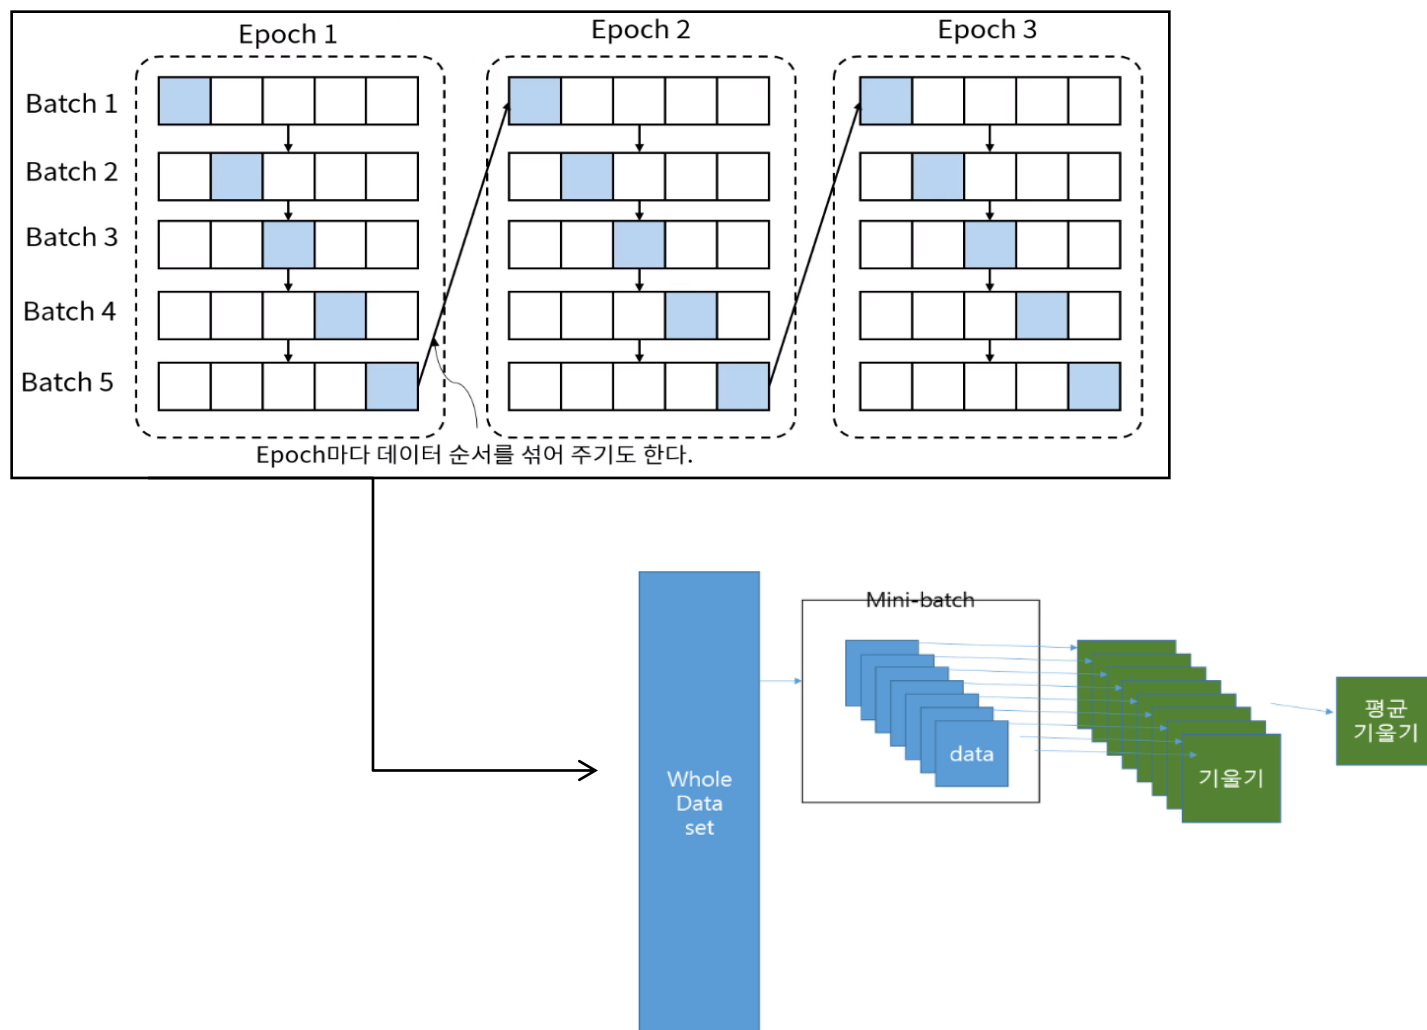 Epoch 1
Epoch 2
Epoch 3
Batch 1
Batch 2
Batch 3
Batch 4
Batch 5
Epoch마다 데이터 순서를 섞어 주기도 한다.
Mini-batch
data
Whole
Data
set
기울기
평균
기울기